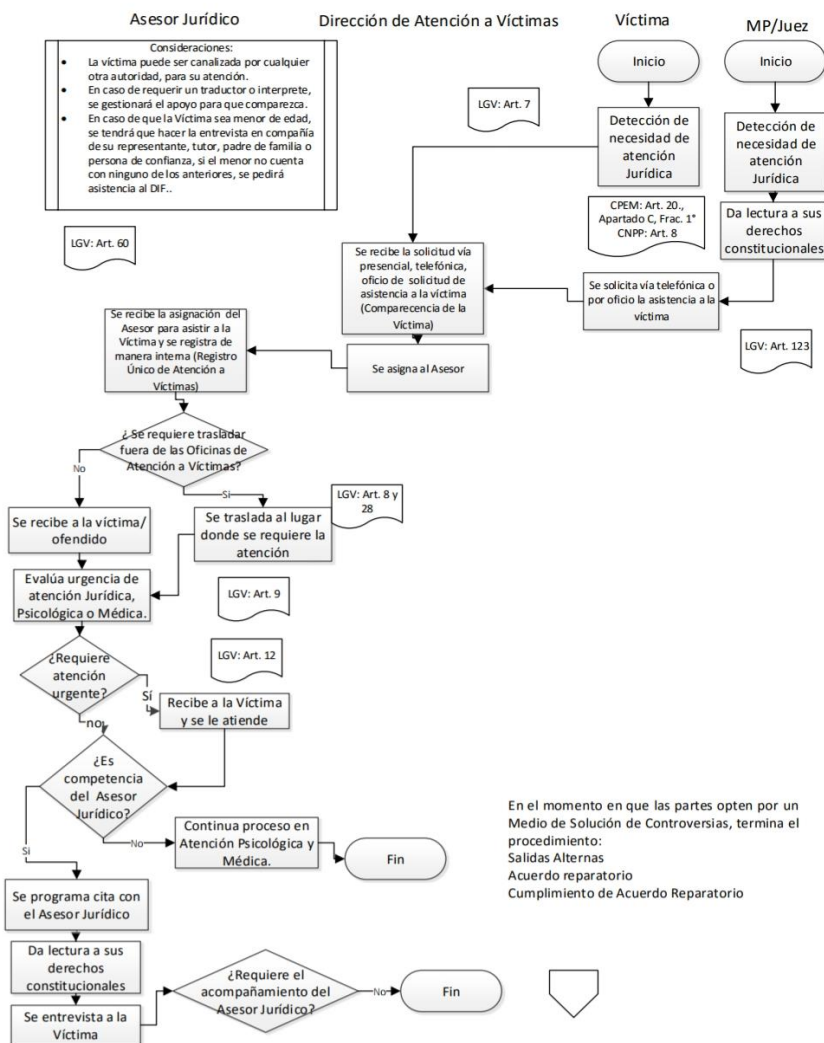 Asesor Jurídico
Dirección de Atención a Víctimas
Víctima
MP/Juez
Consideraciones:
• La víctima puede ser canalizada por cualquier
otra autoridad, para su atención.
• En caso de requerir un traductor o interprete,
se gestionará el apoyo para que comparezca.
• En caso de que la Víctima sea menor de edad,
se tendrá que hacer la entrevista en compañía
de su representante, tutor, padre de familia o
persona de confianza, si el menor no cuenta
con ninguno de los anteriores, se pedirá
asistencia al DIF..
Inicio
Inicio
LGV: Art. 7
Detección de
necesidad de
atención
Jurídica
Detección de
necesidad de
atención
Jurídica
CPEM: Art. 20.,
Apartado C, Frac. 1°
CNPP: Art. 8
Da lectura a sus
derechos
constitucionales
LGV: Art. 60
Se recibe la solicitud vía
presencial, telefónica,
oficio de solicitud de
asistencia a la víctima
(Comparecencia de la
Víctima)
Se solicita vía telefónica o
por oficio la asistencia a la
víctima
LGV: Art. 123
Se recibe la asignación del
Asesor para asistir a la
Víctima y se registra de
manera interna (Registro
Único de Atención a
Víctimas)
Se asigna al Asesor
¿ Se requiere trasladar
fuera de las Oficinas de
Atención a Víctimas?
No
Si
LGV: Art. 8 y
28
Se recibe a la víctima/
ofendido
Se traslada al lugar
donde se requiere la
atención
Evalúa urgencia de
atención Jurídica,
Psicológica o Médica.
LGV: Art. 9
LGV: Art. 12
¿Requiere
atención
urgente?
Sí
no
Recibe a la Víctima
y se le atiende
¿Es
competencia
del Asesor
Jurídico?
No
Si
Continua proceso en
Atención Psicológica y
Médica.
Fin
En el momento en que las partes opten por un
Medio de Solución de Controversias, termina el
procedimiento:
Salidas Alternas
Acuerdo reparatorio
Cumplimiento de Acuerdo Reparatorio
Se programa cita con
el Asesor Jurídico
Da lectura a sus
derechos
constitucionales
Se entrevista a la
Víctima
¿Requiere el
acompañamiento del
Asesor Jurídico?
No
Fin